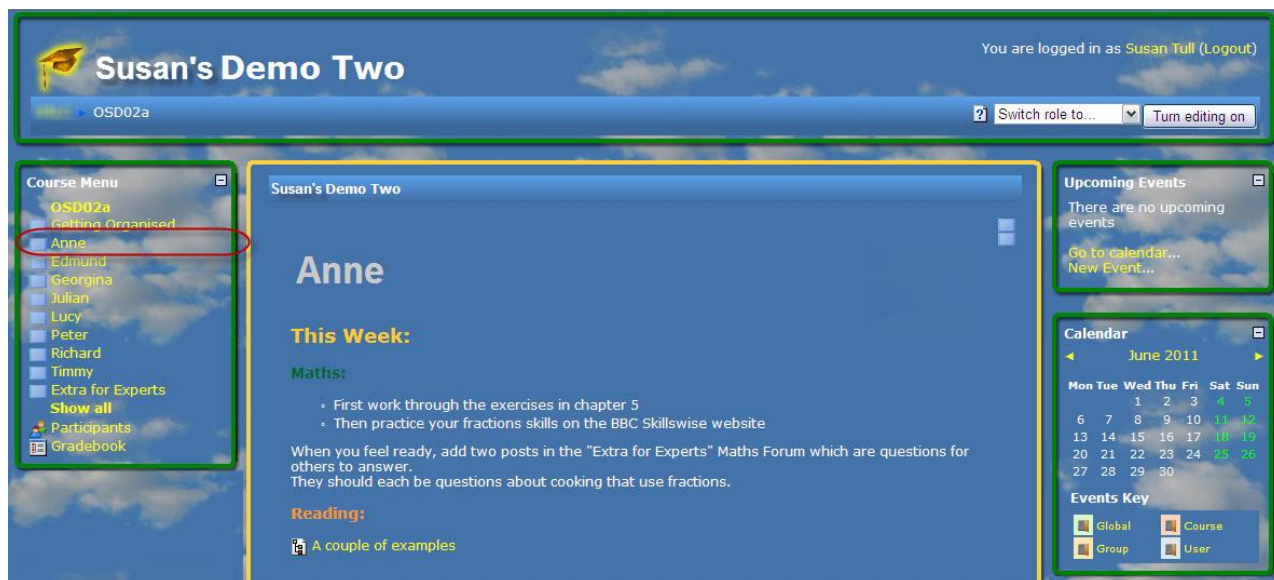 Susan's Demo Two
You are logged in as Susan Tull (Logout)
► OSD02a
? Switch role to... Turn editing on
Course Menu
OSD02a
Getting Organised
Anne
Edmund
Georgina
Julian
Lucy
Peter
Richard
Timmy
Extra for Experts
Show all
Participants
Gradebook
Susan's Demo Two
Anne
This Week:
Maths:
◦ First work through the exercises in chapter 5
◦ Then practice your fractions skills on the BBC Skillswise website
When you feel ready, add two posts in the "Extra for Experts" Maths Forum which are questions for
others to answer.
They should each be questions about cooking that use fractions.
Reading:
A couple of examples
Upcoming Events
There are no upcoming
events
Go to calendar...
New Event...
Calendar
◄ June 2011 ►
Mon Tue Wed Thu Fri Sat Sun
1 2 3 4 5
6 7 8 9 10 11 12
13 14 15 16 17 18 19
20 21 22 23 24 25 26
27 28 29 30
Events Key
Global Course
Group User